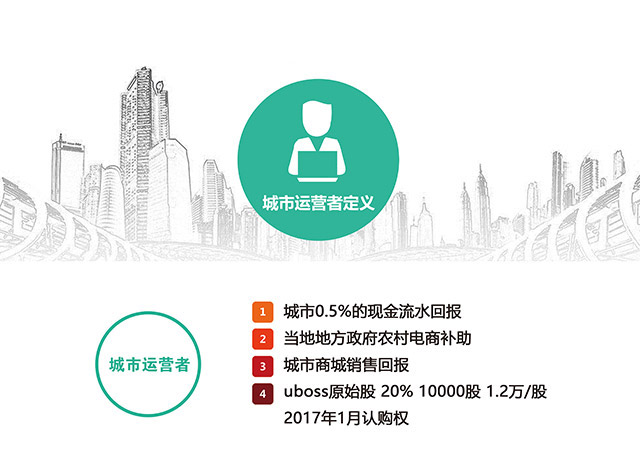 城市运营者定义
1 城市0.5%的现金流水回报
2 当地地方政府农村电商补助
城市运营者
3 城市商城销售回报
4 uboss原始股 20% 10000股 1.2万/股
2017年1月认购权